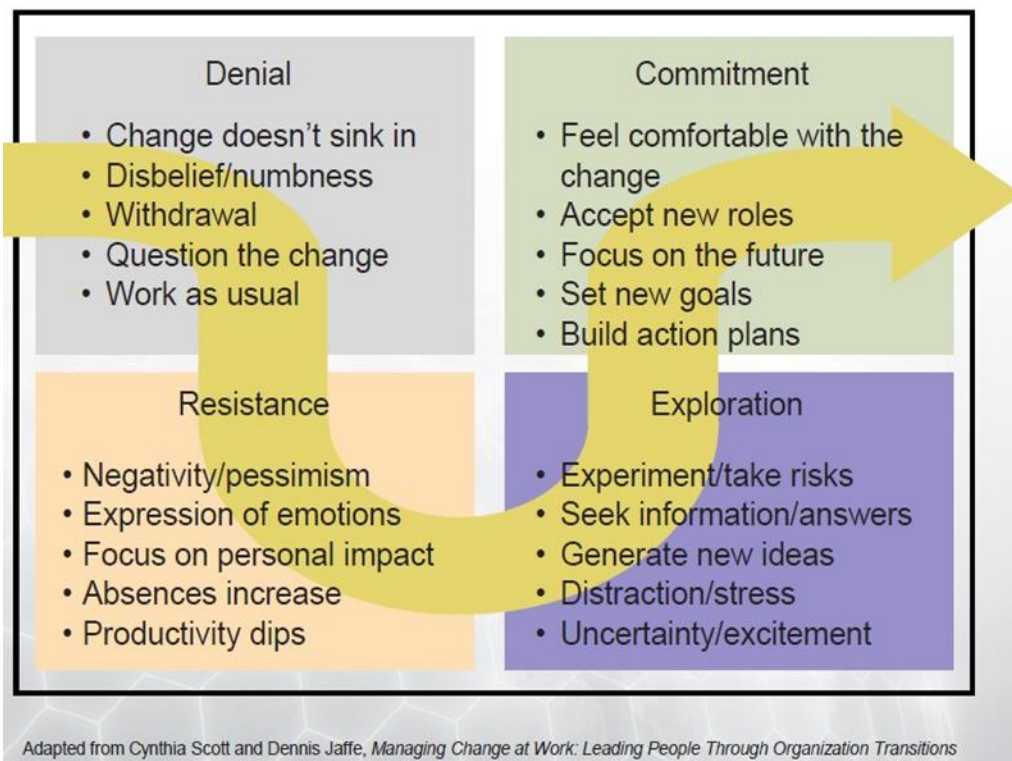 Denial
• Change doesn’t sink in
• Disbelief/numbness
• Withdrawal
• Question the change
• Work as usual
Commitment
• Feel comfortable with the
change
• Accept new roles
• Focus on the future
• Set new goals
• Build action plans
Resistance
• Negativity/pessimism
• Expression of emotions
• Focus on personal impact
• Absences increase
• Productivity dips
Exploration
• Experiment/take risks
• Seek information/answers
• Generate new ideas
• Distraction/stress
• Uncertainty/excitement
Adapted from Cynthia Scott and Dennis Jaffe, Managing Change at Work: Leading People Through Organization Transitions